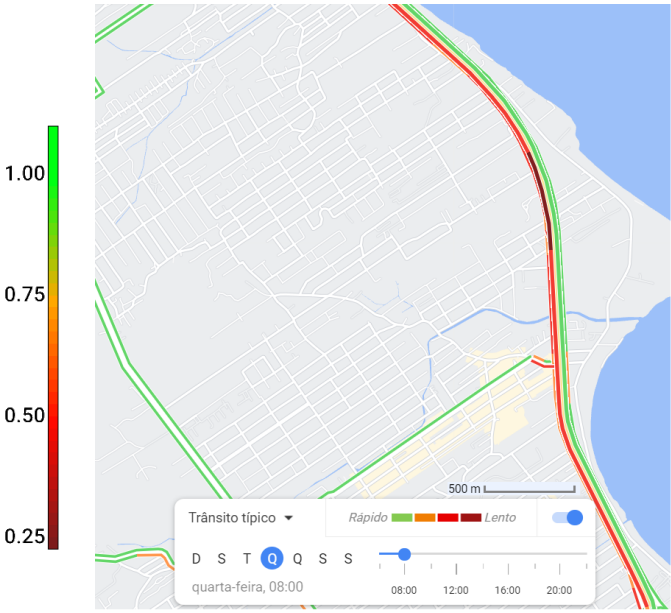 1.00
0.75
0.50
0.25
500 m
Trânsito típico
Rápido Lento
D S T Q Q S S
quarta-feira, 08:00
08:00 12:00 16:00 20:00